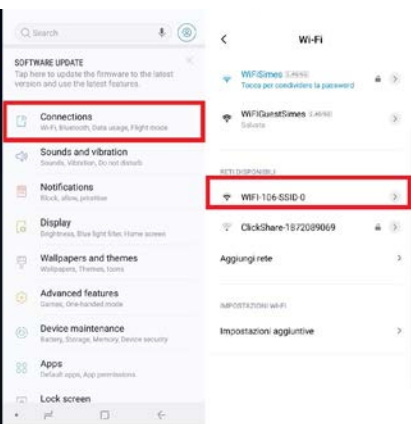 Search
SOFTWARE UPDATE
Tap here to update the firmware to the latest
version and use the latest features.
Connections
Wi-Fi, Bluetooth, Data usage, Flight mode
Sounds and vibration
Sounds, Vibration, Do not disturb
Notifications
Block, allow, prioritise
Display
Brightness, Blue light filter, Home screen
Wallpapers and themes
Wallpapers, Themes, Icons
Advanced features
Games, One-handed mode
Device maintenance
Battery, Storage, Memory, Device security
Apps
Default apps, App permissions
Lock screen
Wi-Fi
WiFiSimes
Tocca per condividere la password
WiFiGuestSimes
Salvata
RETI DISPONIBILI
WIFI-106-SSID-0
ClickShare-1872089069
Aggiungi rete
IMPOSTAZIONI WI-FI
Impostazioni aggiuntive